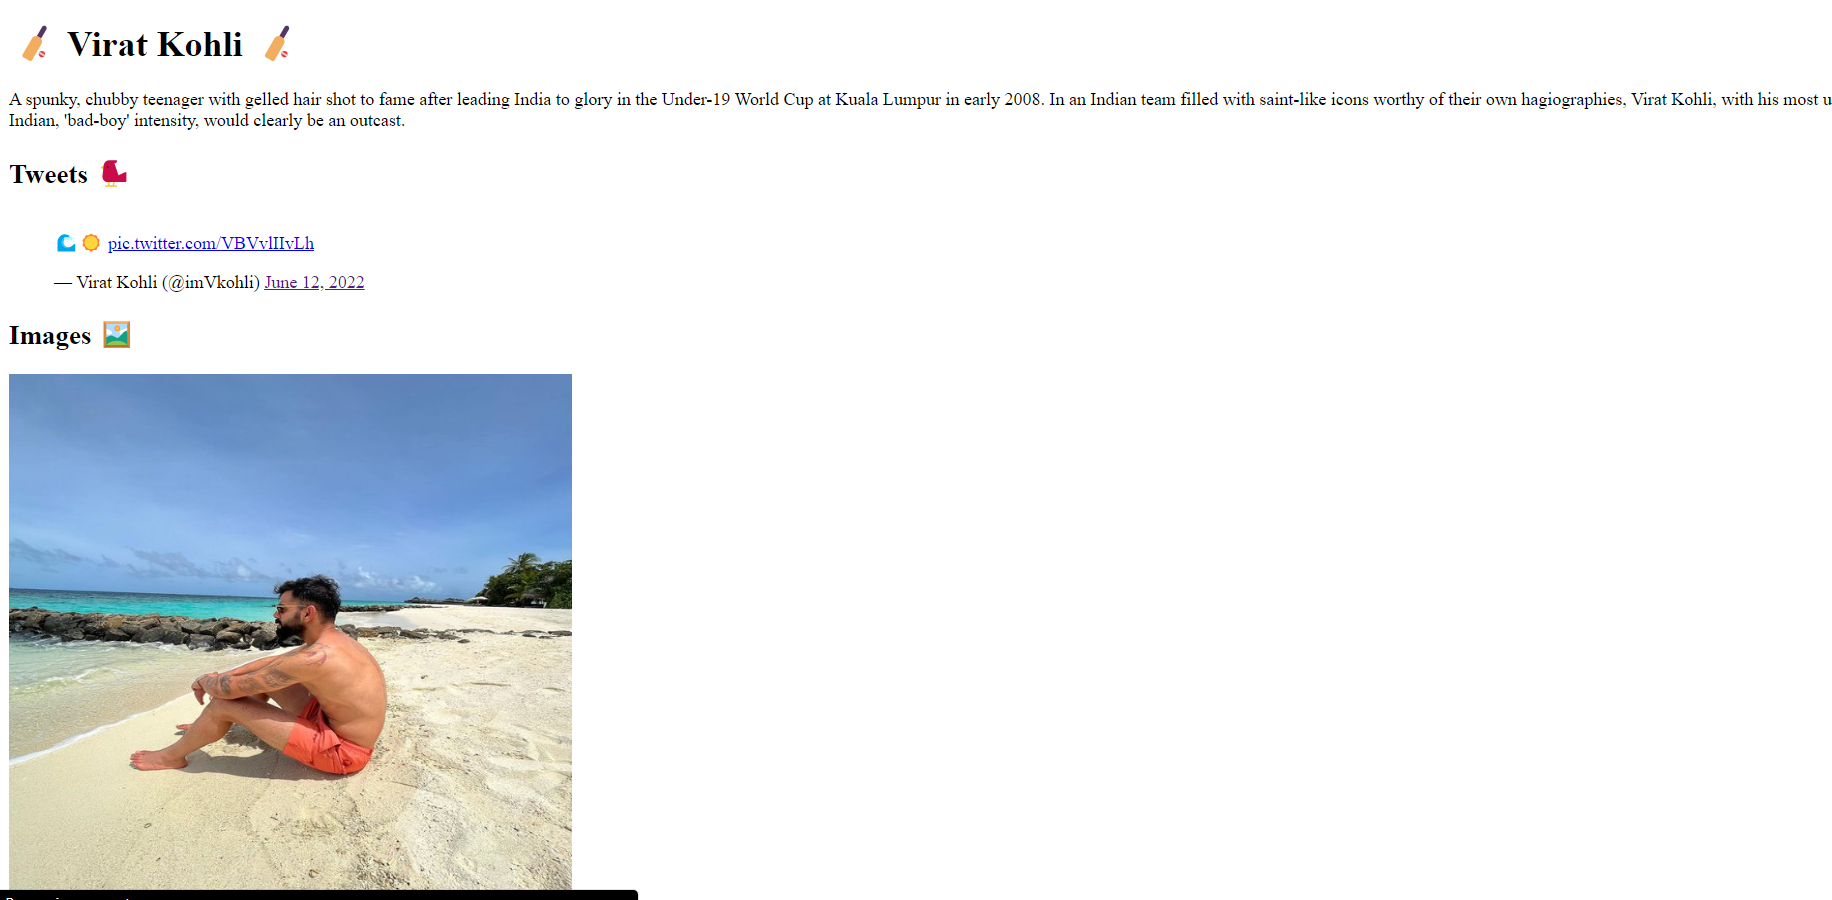 Virat Kohli
A spunky, chubby teenager with gelled hair shot to fame after leading India to glory in the Under-19 World Cup at Kuala Lumpur in early 2008. In an Indian team filled with saint-like icons worthy of their own hagiographies, Virat Kohli, with his most u
Indian, 'bad-boy' intensity, would clearly be an outcast.
Tweets
pic.twitter.com/VBVvlIIvLh
— Virat Kohli (@imVkohli) June 12, 2022
Images